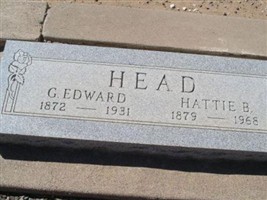 HEAD
G. EDWARD HATTIE B.
1872 — 1931 1879 — 1968